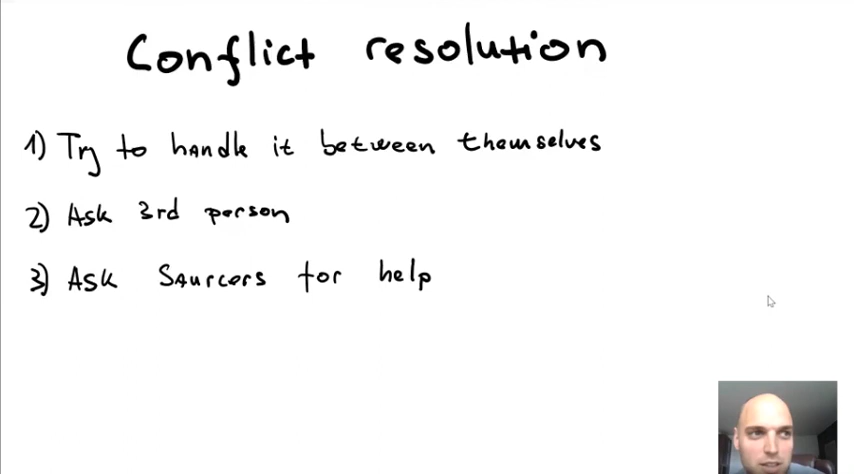 Conflict resolution
1) Try to handle it between themselves
2) Ask 3rd person
3) Ask Saurcers for help